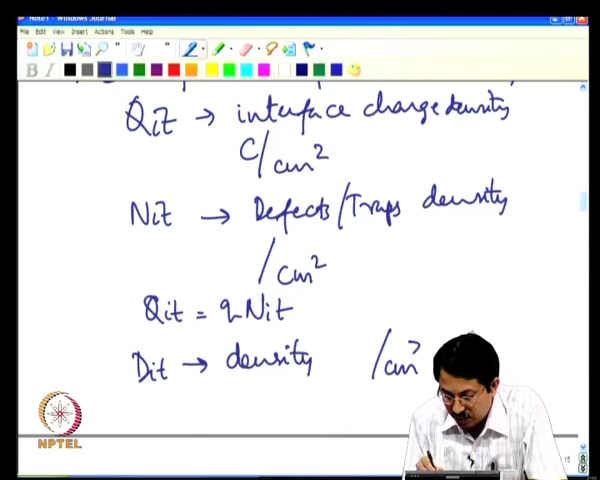 Note1 - Windows Journal
File Edit View Insert Actions Tools Help
B I
Qit → interface charge density
C/cm²
Nit → Defects/Traps density
/cm²
Qit = q Nit
Dit → density /cm²
NPTEL